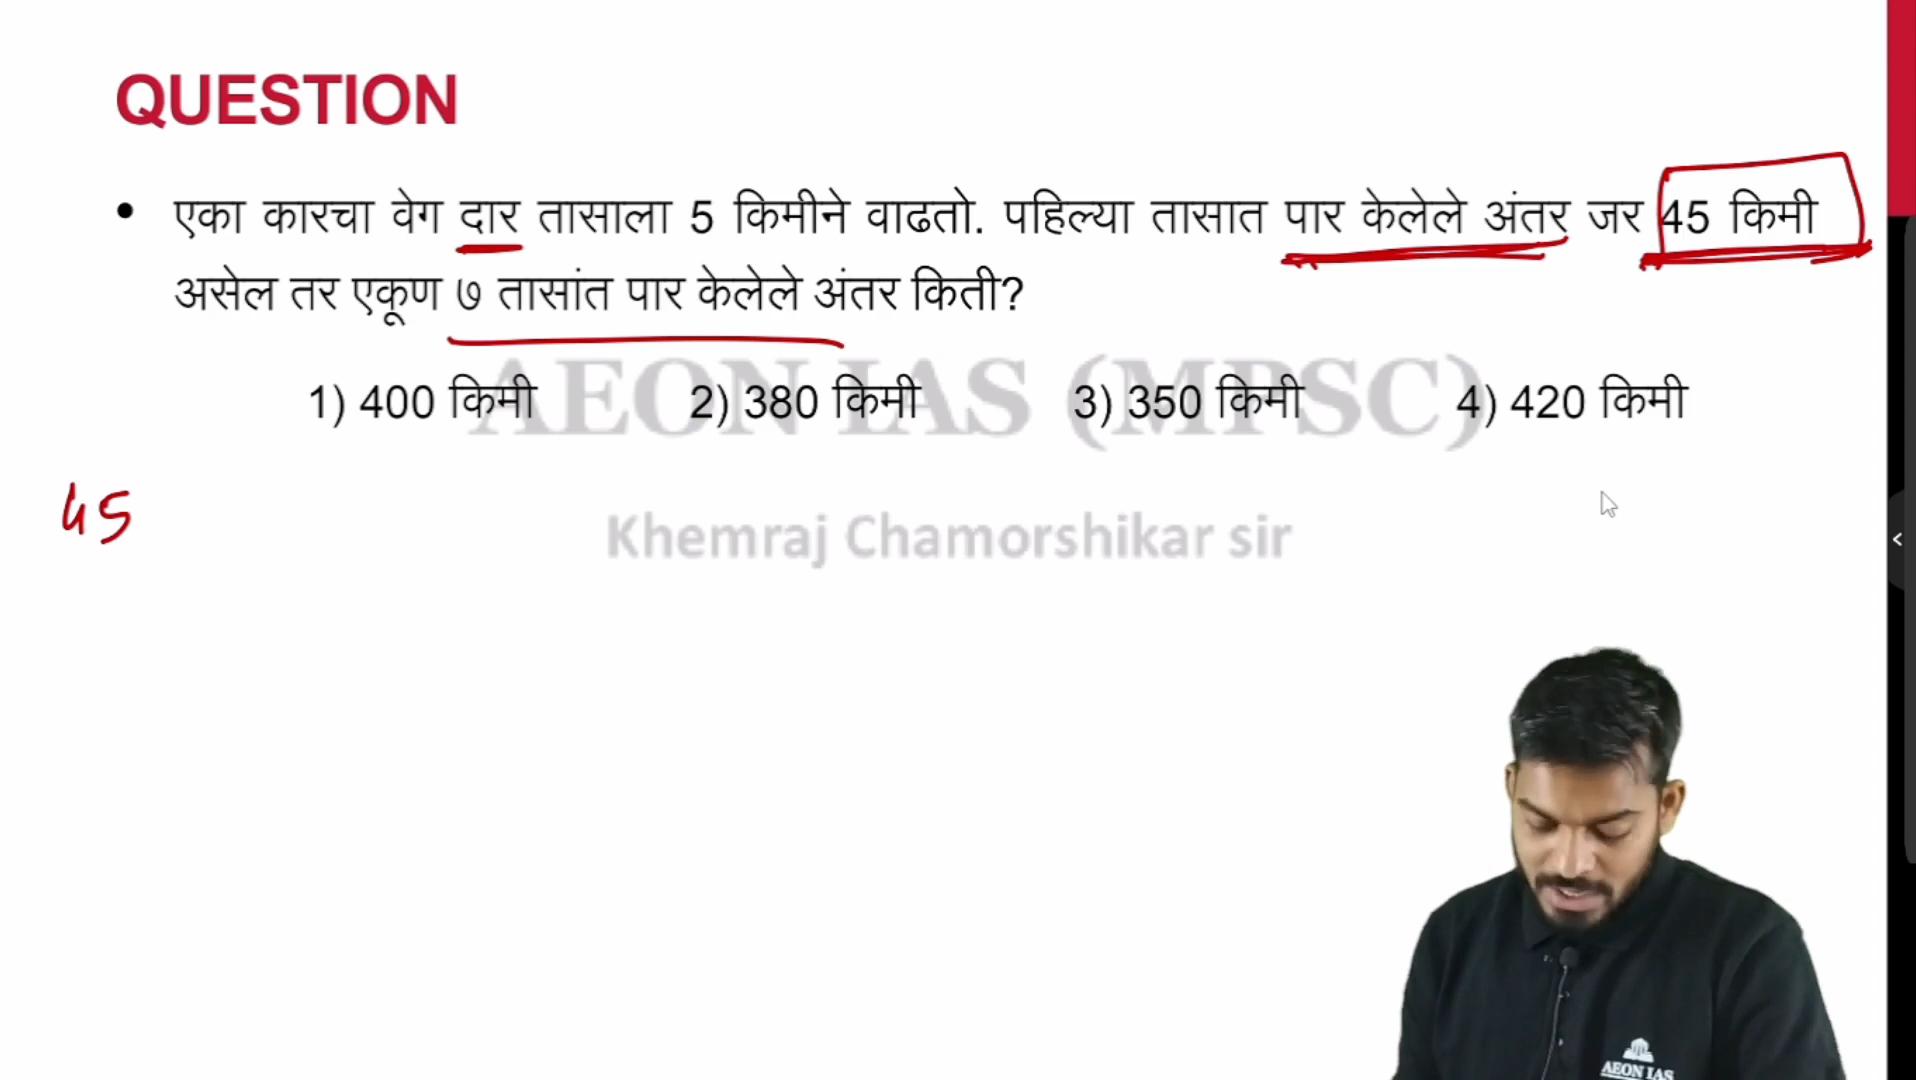 QUESTION
• एका कारचा वेग दार तासाला 5 किमीने वाढतो. पहिल्या तासात पार केलेले अंतर जर 45 किमी
असेल तर एकूण ७ तासांत पार केलेले अंतर किती?
1) 400 किमी 2) 380 किमी 3) 350 किमी 4) 420 किमी
AEON IAS (MPSC)
45
Khemraj Chamorshikar sir
AEON IAS